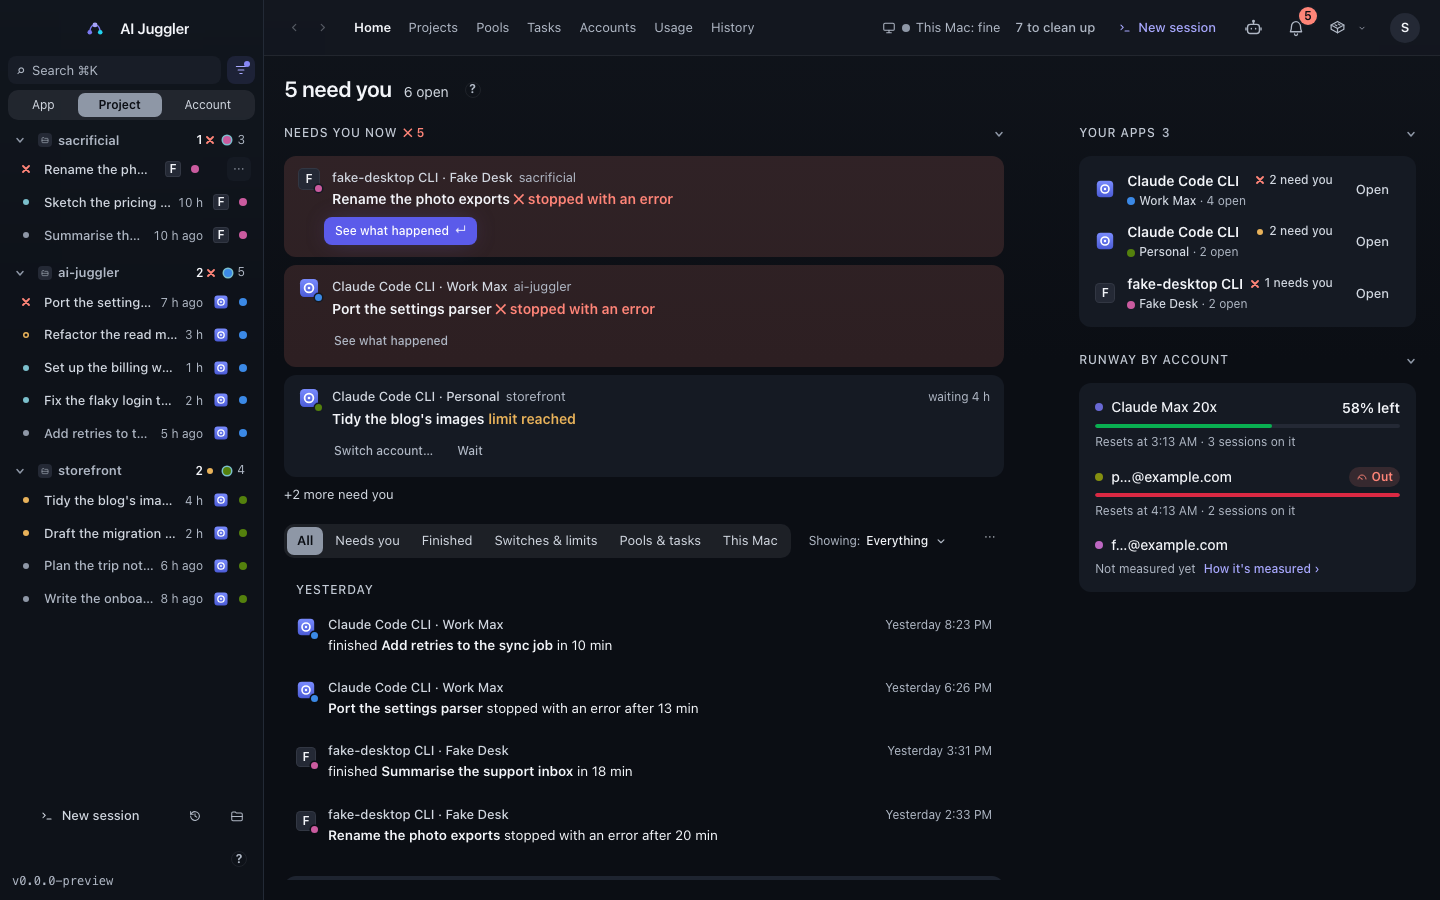 AI Juggler
Search ⌘K
App Project Account
sacrificial 1 3
Rename the ph... F ...
Sketch the pricing ... 10 h F
Summarise th... 10 h ago F
ai-juggler 2 5
Port the setting... 7 h ago
Refactor the read m... 3 h
Set up the billing w... 1 h
Fix the flaky login t... 2 h
Add retries to t... 5 h ago
storefront 2 4
Tidy the blog's ima... 4 h
Draft the migration ... 2 h
Plan the trip not... 6 h ago
Write the onboa... 8 h ago
New session
?
v0.0.0-preview
Home Projects Pools Tasks Accounts Usage History
This Mac: fine 7 to clean up New session 5 S
5 need you 6 open ?
NEEDS YOU NOW 5
F fake-desktop CLI · Fake Desk sacrificial
Rename the photo exports stopped with an error
See what happened
Claude Code CLI · Work Max ai-juggler
Port the settings parser stopped with an error
See what happened
Claude Code CLI · Personal storefront waiting 4 h
Tidy the blog's images limit reached
Switch account... Wait
+2 more need you
All Needs you Finished Switches & limits Pools & tasks This Mac Showing: Everything ...
YESTERDAY
Claude Code CLI · Work Max Yesterday 8:23 PM
finished Add retries to the sync job in 10 min
Claude Code CLI · Work Max Yesterday 6:26 PM
Port the settings parser stopped with an error after 13 min
F fake-desktop CLI · Fake Desk Yesterday 3:31 PM
finished Summarise the support inbox in 18 min
F fake-desktop CLI · Fake Desk Yesterday 2:33 PM
Rename the photo exports stopped with an error after 20 min
YOUR APPS 3
Claude Code CLI 2 need you Open
Work Max · 4 open
Claude Code CLI 2 need you Open
Personal · 2 open
F fake-desktop CLI 1 needs you Open
Fake Desk · 2 open
RUNWAY BY ACCOUNT
Claude Max 20x 58% left
Resets at 3:13 AM · 3 sessions on it
p...@example.com Out
Resets at 4:13 AM · 2 sessions on it
f...@example.com
Not measured yet How it's measured ›